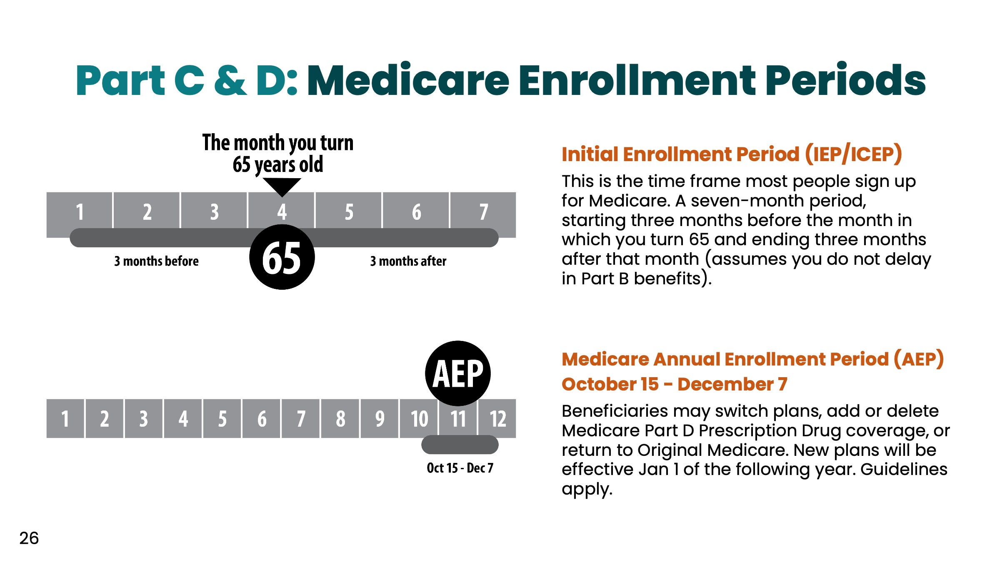 Part C & D: Medicare Enrollment Periods
The month you turn
65 years old
1 2 3 4 5 6 7
65
3 months before 3 months after
Initial Enrollment Period (IEP/ICEP)
This is the time frame most people sign up
for Medicare. A seven-month period,
starting three months before the month in
which you turn 65 and ending three months
after that month (assumes you do not delay
in Part B benefits).
AEP
1 2 3 4 5 6 7 8 9 10 11 12
Oct 15 - Dec 7
Medicare Annual Enrollment Period (AEP)
October 15 - December 7
Beneficiaries may switch plans, add or delete
Medicare Part D Prescription Drug coverage, or
return to Original Medicare. New plans will be
effective Jan 1 of the following year. Guidelines
apply.
26